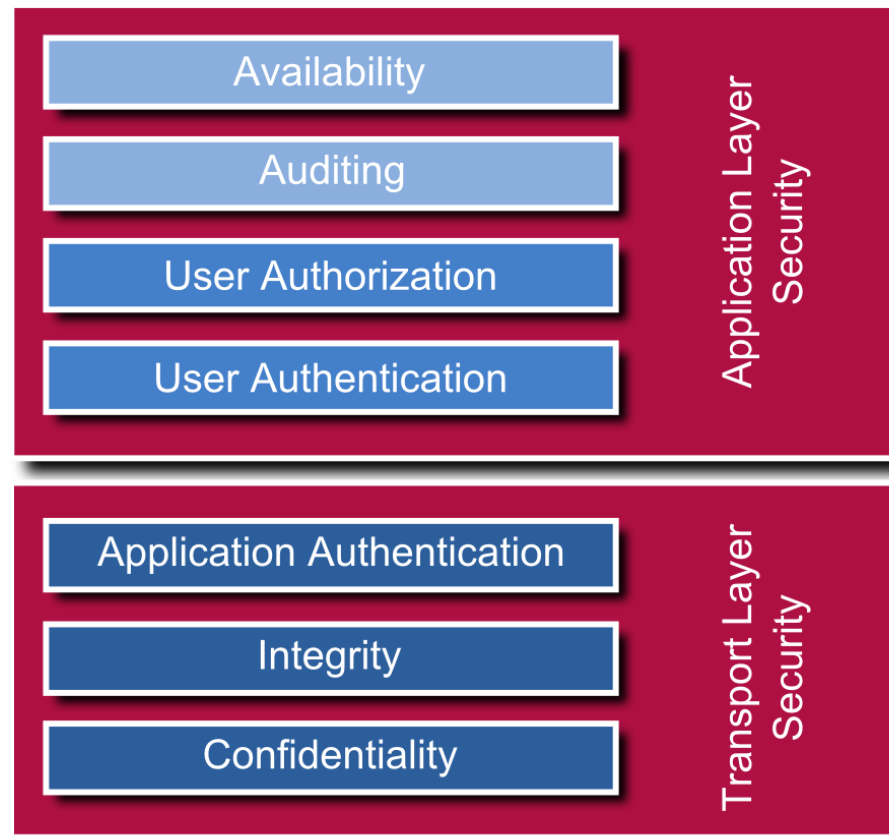 Availability
Auditing
User Authorization
User Authentication
Application Layer
Security
Application Authentication
Integrity
Confidentiality
Transport Layer
Security